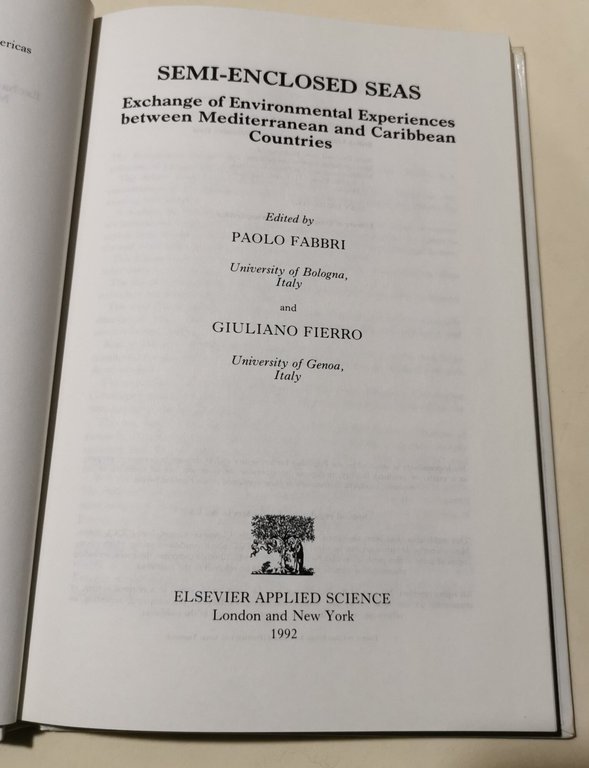 ericas
SEMI-ENCLOSED SEAS
Exchange of Environmental Experiences
between Mediterranean and Caribbean
Countries
Edited by
PAOLO FABBRI
University of Bologna,
Italy
and
GIULIANO FIERRO
University of Genoa,
Italy
ELSEVIER APPLIED SCIENCE
London and New York
1992